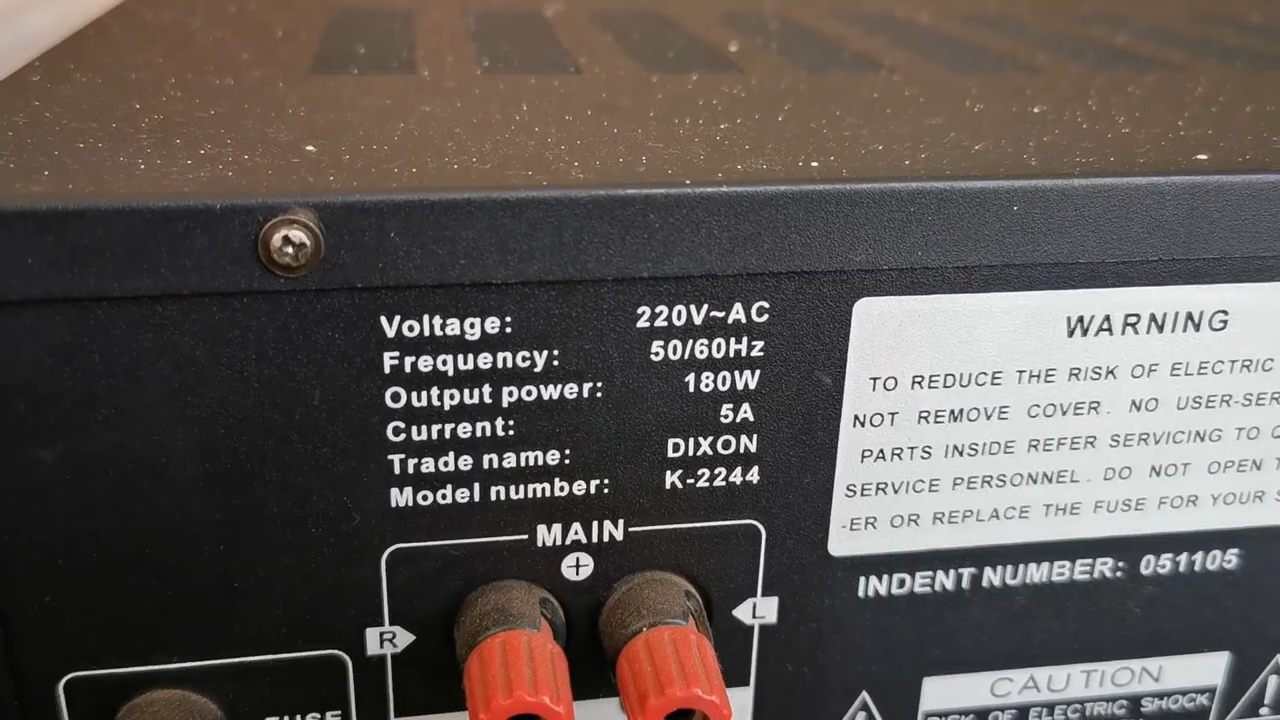 Voltage: 220V~AC
Frequency: 50/60Hz
Output power: 180W
Current: 5A
Trade name: DIXON
Model number: K-2244
MAIN
R
L
FUSE
WARNING
TO REDUCE THE RISK OF ELECTRIC
NOT REMOVE COVER. NO USER-SER
PARTS INSIDE REFER SERVICING TO
SERVICE PERSONNEL. DO NOT OPEN
-ER OR REPLACE THE FUSE FOR YOUR
INDENT NUMBER: 051105
CAUTION
RISK OF ELECTRIC SHOCK